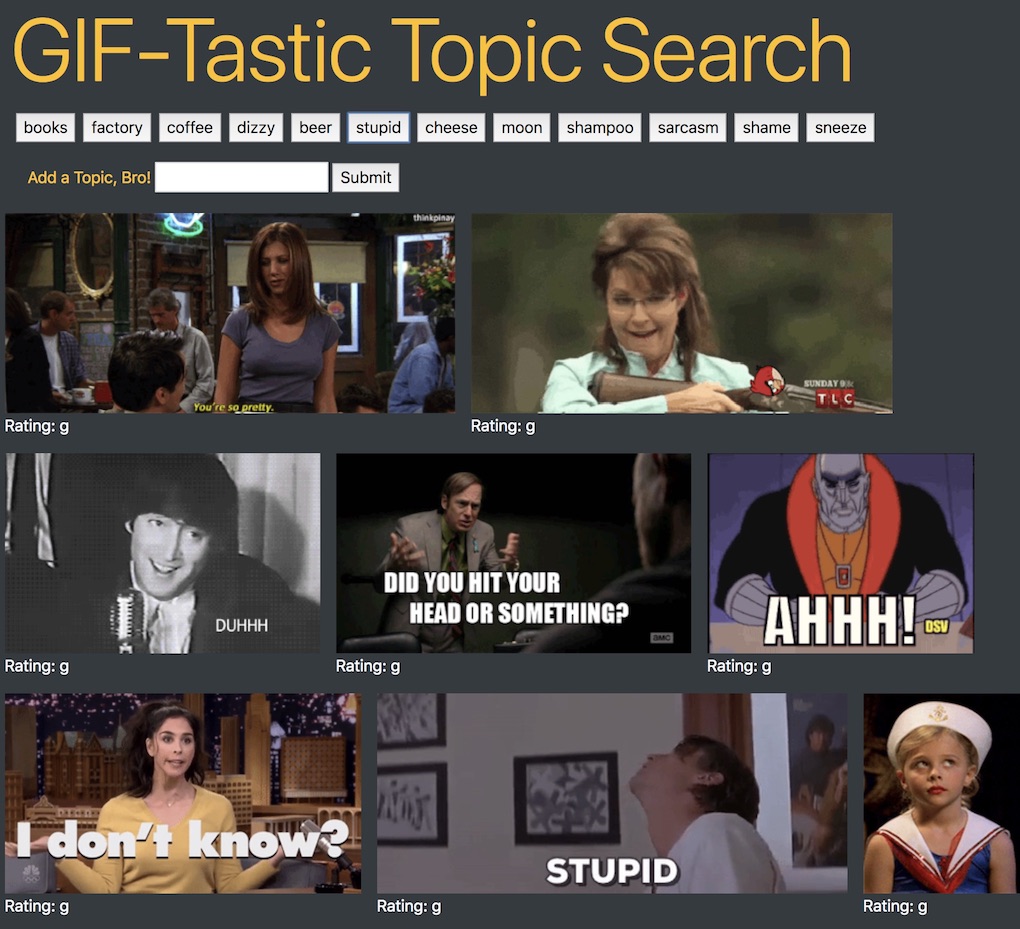 GIF-Tastic Topic Search
books factory coffee dizzy beer stupid cheese moon shampoo sarcasm shame sneeze
Add a Topic, Bro! Submit
thinkpinay
You're so pretty.
SUNDAY 9/8c
TLC
Rating: g Rating: g
DUHHH
DID YOU HIT YOUR
HEAD OR SOMETHING?
AMC
AHHH!
DSV
Rating: g Rating: g Rating: g
I don't know?
NBC
STUPID
Rating: g Rating: g Rating: g